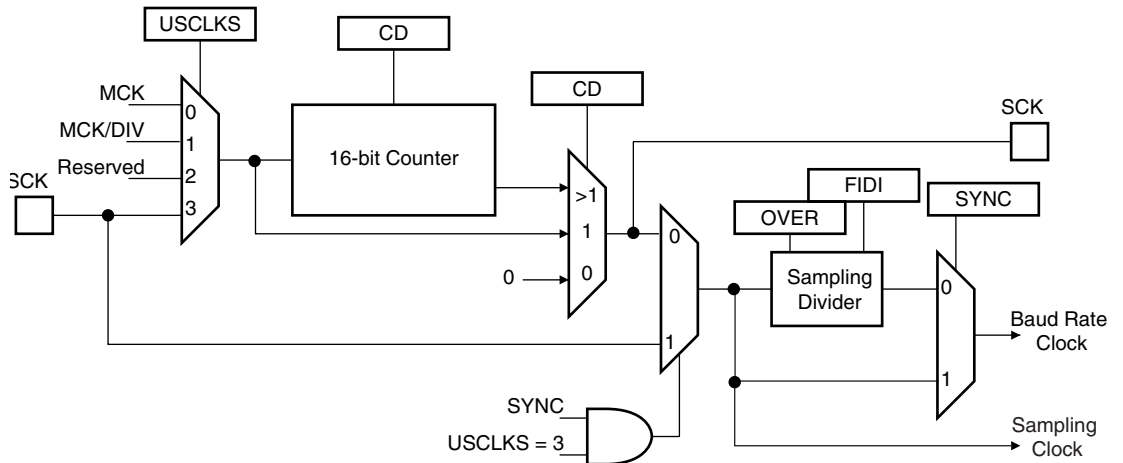 USCLKS
CD
CD
SCK
MCK
0
MCK/DIV
1
Reserved
2
SCK
3
16-bit Counter
>1
1
0
0
FIDI
OVER
SYNC
0
Sampling
Divider
0
1
1
Baud Rate
Clock
SYNC
USCLKS = 3
Sampling
Clock